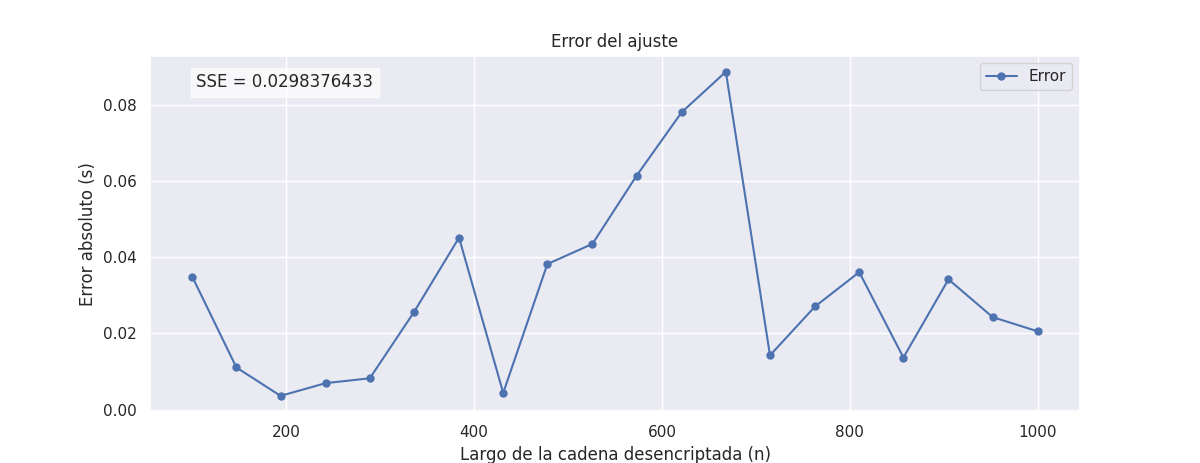 Error del ajuste
SSE = 0.0298376433
Error
Error absoluto (s)
0.08
0.06
0.04
0.02
0.00
200 400 600 800 1000
Largo de la cadena desencriptada (n)